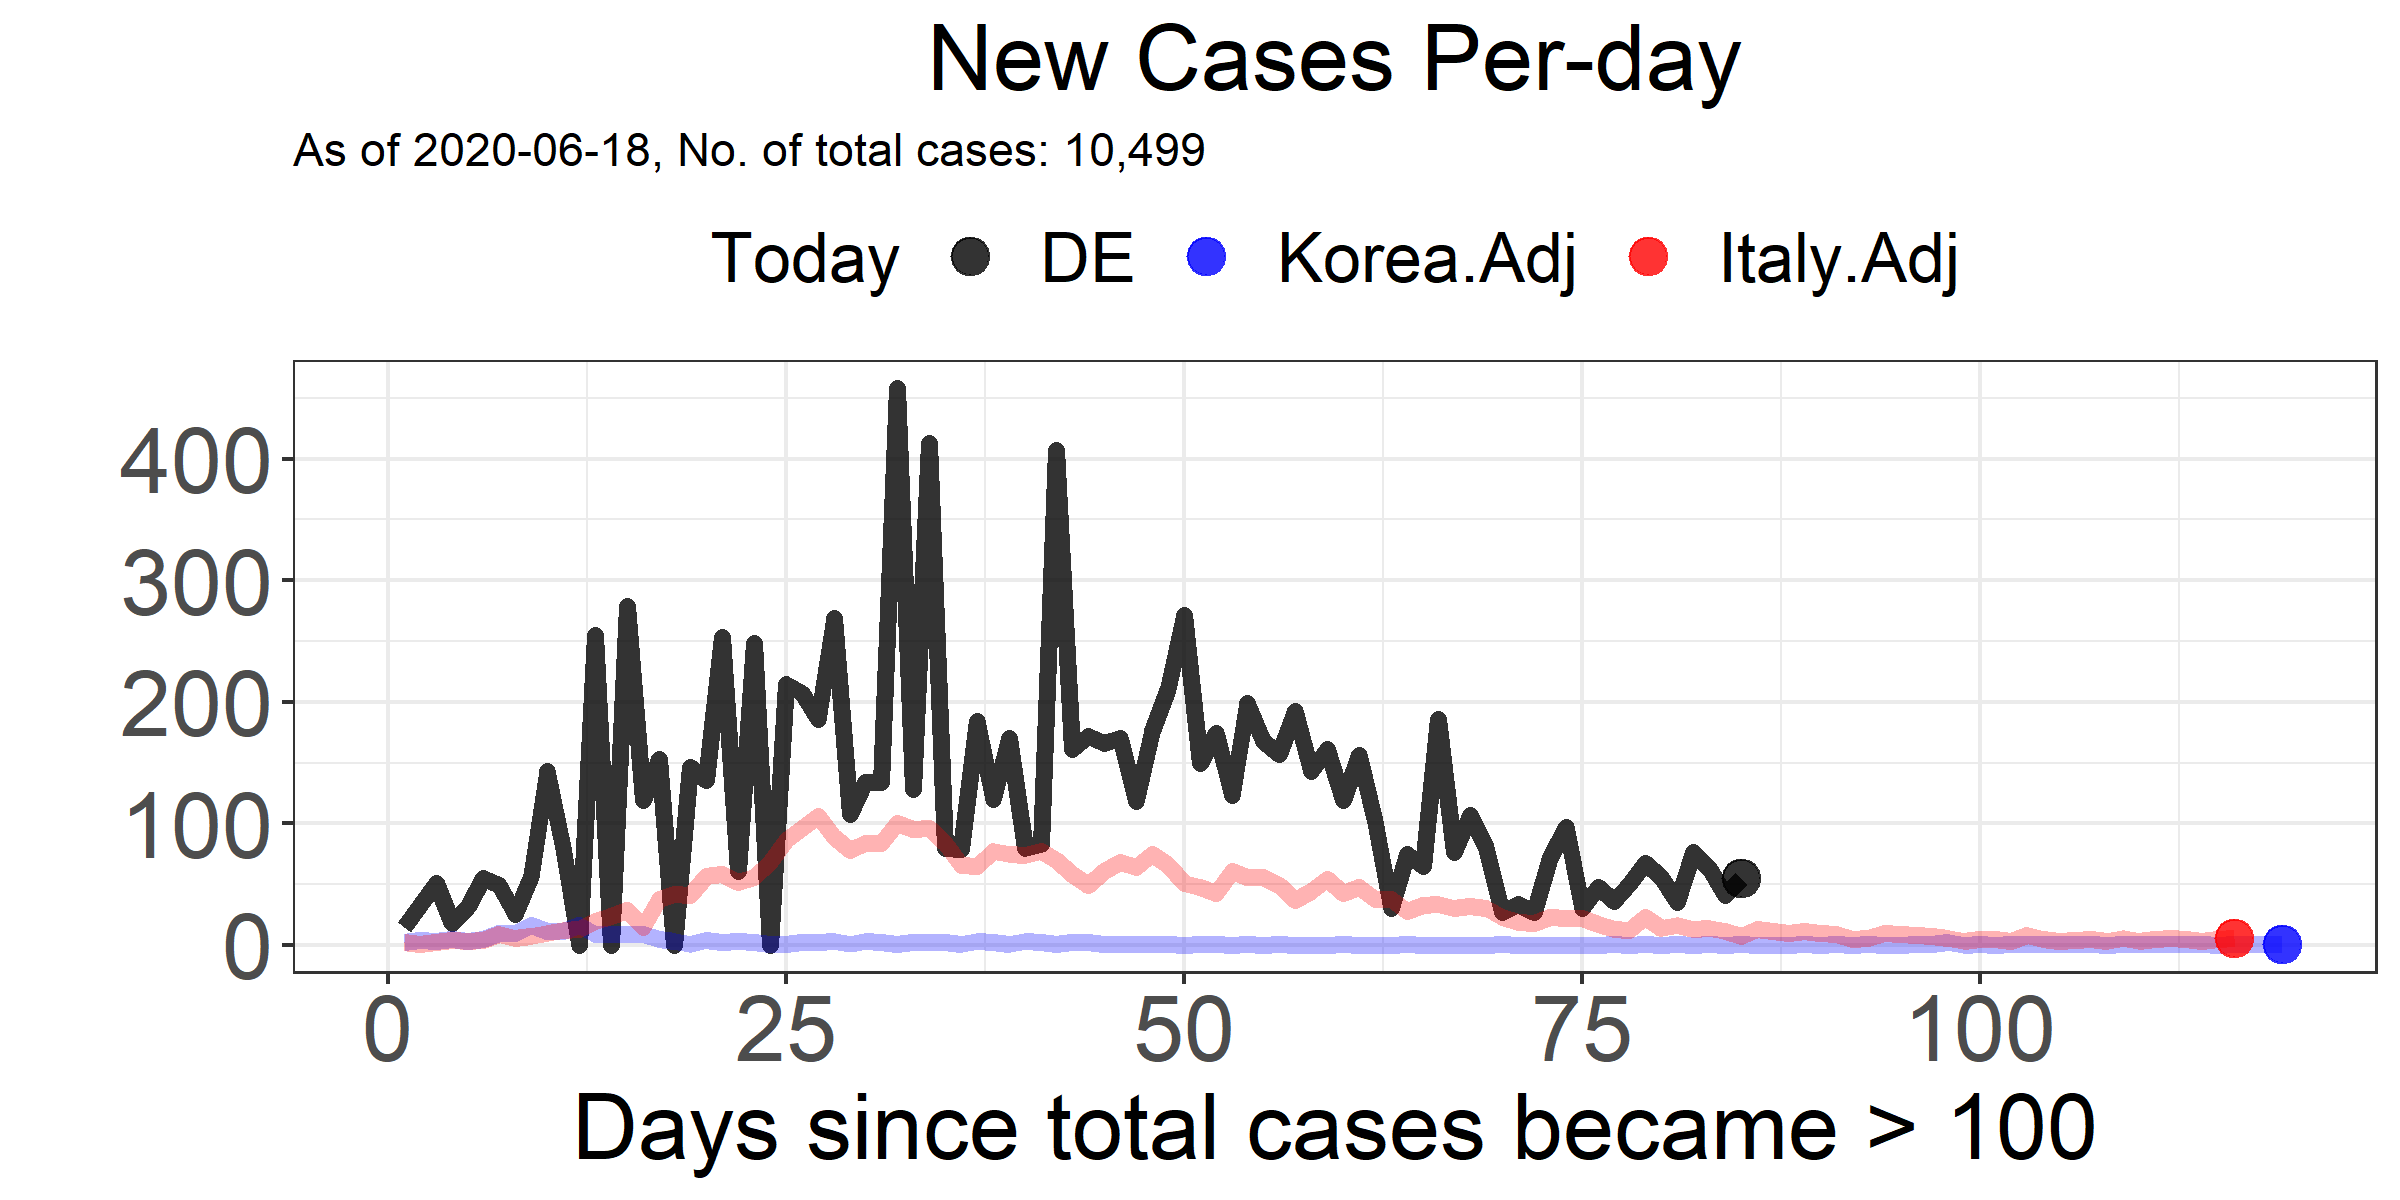 New Cases Per-day
As of 2020-06-18, No. of total cases: 10,499
Today DE Korea.Adj Italy.Adj
400
300
200
100
0
0 25 50 75 100
Days since total cases became > 100